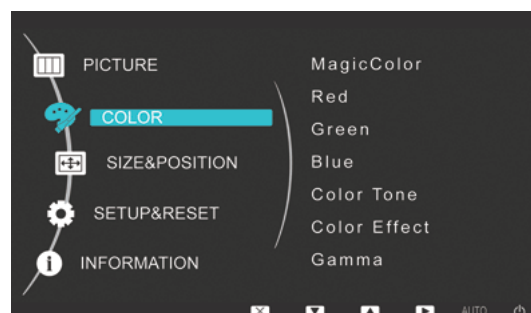 PICTURE
COLOR
SIZE&POSITION
SETUP&RESET
INFORMATION
MagicColor
Red
Green
Blue
Color Tone
Color Effect
Gamma
AUTO